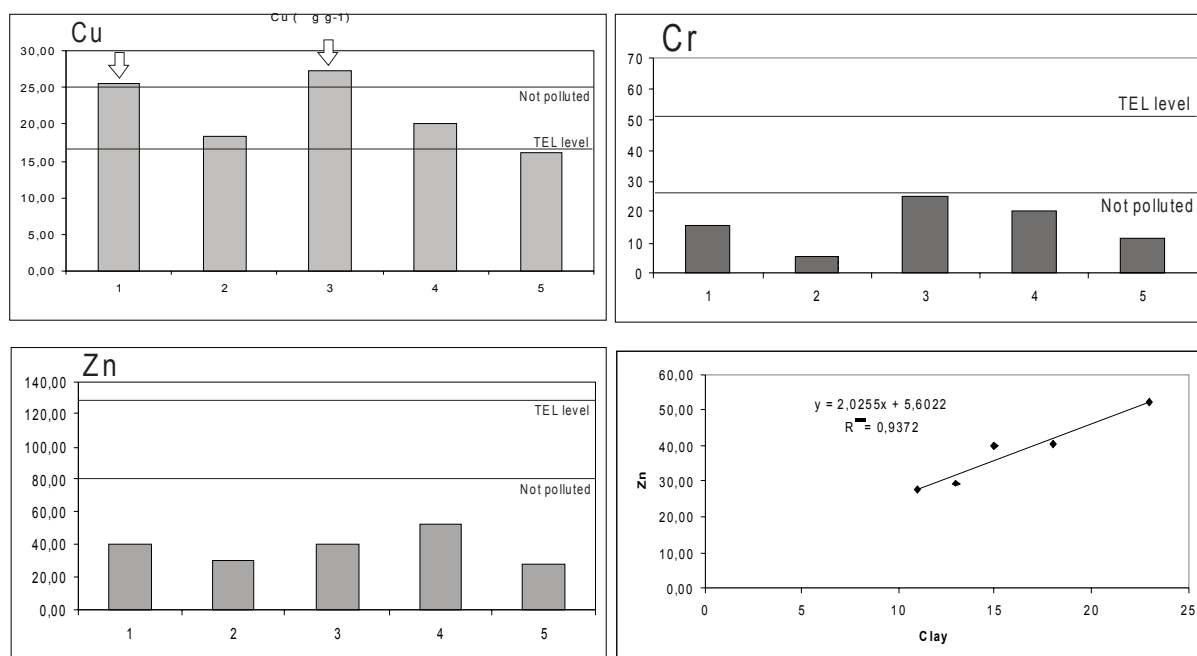 Cu ( g g-1)
Cu
30,00
25,00
20,00
15,00
10,00
5,00
0,00
Not polluted
TEL level
1 2 3 4 5
Cr
70
60
50
40
30
20
10
0
TEL level
Not polluted
1 2 3 4 5
Zn
140,00
120,00
100,00
80,00
60,00
40,00
20,00
0,00
TEL level
Not polluted
1 2 3 4 5
60,00
50,00
40,00
30,00
20,00
10,00
0,00
Zn
y = 2,0255x + 5,6022
R = 0,9372
0 5 10 15 20 25
Clay